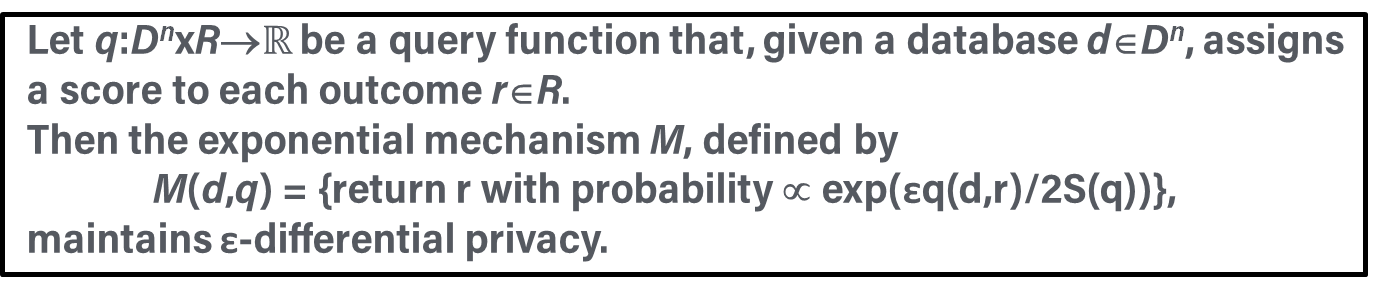 Let q:Dⁿx R→ℝ be a query function that, given a database d∈Dⁿ, assigns
a score to each outcome r∈R.
Then the exponential mechanism M, defined by
M(d,q) = {return r with probability ∝ exp(εq(d,r)/2S(q))},
maintains ε-differential privacy.